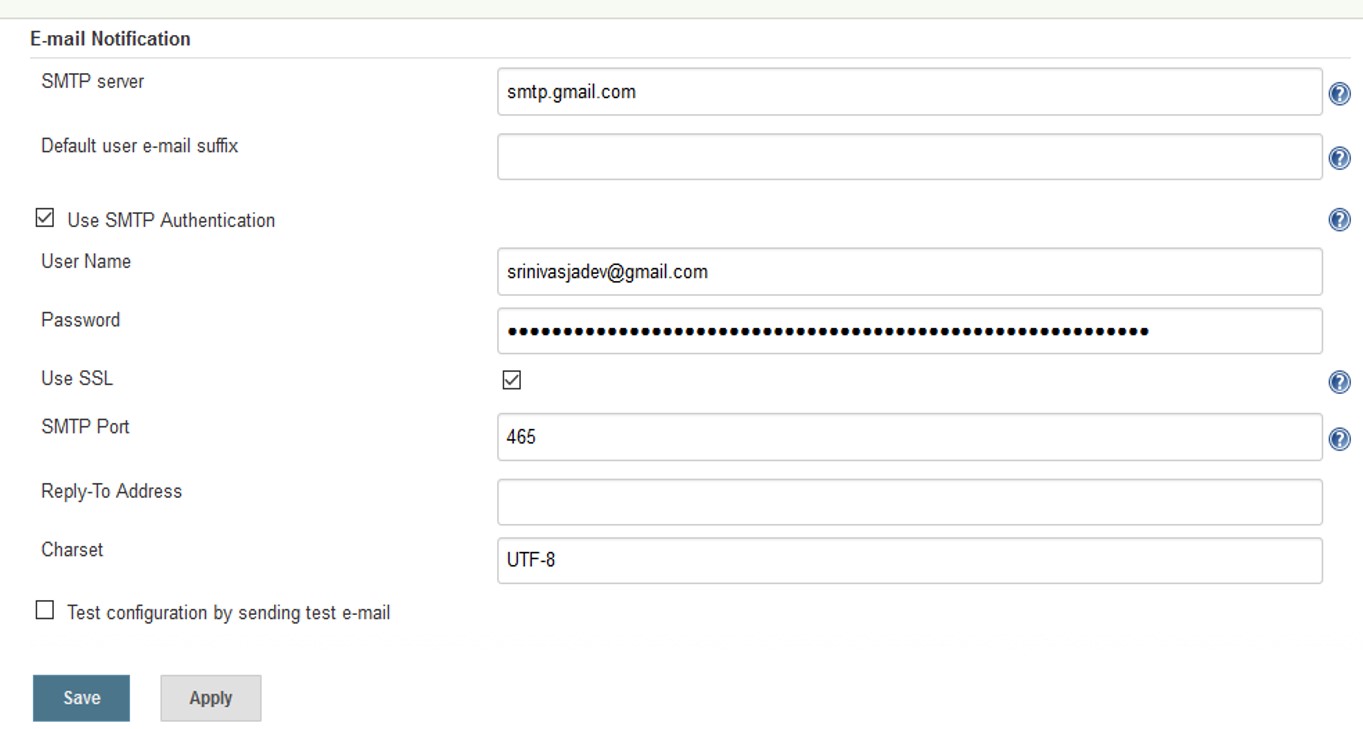 E-mail Notification
SMTP server
smtp.gmail.com
Default user e-mail suffix
Use SMTP Authentication
User Name
srinivasjadev@gmail.com
Password
Use SSL
SMTP Port
465
Reply-To Address
Charset
UTF-8
Test configuration by sending test e-mail
Save
Apply